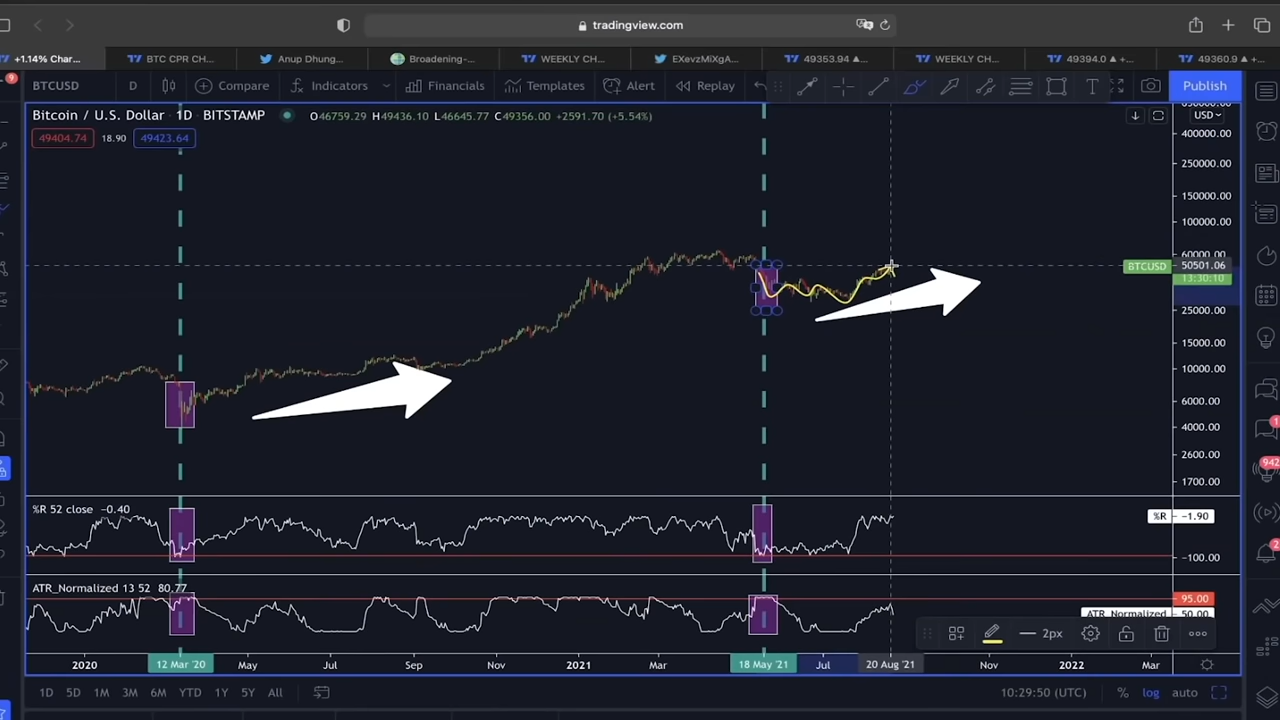 tradingview.com
+1.14% Char...
BTC CPR CH...
Anup Dhung...
Broadening-...
WEEKLY CH...
EXevzMiXgA...
49353.94 ▲...
WEEKLY CH...
49394.0 ▲ +...
49360.9 ▲ +...
9
BTCUSD
D
Compare
Indicators
Financials
Templates
Alert
Replay
T
Publish
Bitcoin / U.S. Dollar 1D BITSTAMP
O46759.29 H49436.10 L46645.77 C49356.00 +2591.70 (+5.54%)
USD
49404.74
18.90
49423.64
400000.00
250000.00
150000.00
100000.00
60000.00
BTCUSD
50501.06
13:30:10
25000.00
15000.00
10000.00
6000.00
4000.00
2600.00
1700.00
942
%R 52 close −0.40
%R
−1.90
−100.00
ATR_Normalized 13 52 80.77
95.00
ATR_Normalized
50.00
2px
2020
12 Mar '20
May
Jul
Sep
Nov
2021
Mar
18 May '21
Jul
20 Aug '21
Nov
2022
Mar
1D
5D
1M
3M
6M
YTD
1Y
5Y
All
10:29:50 (UTC)
%
log
auto